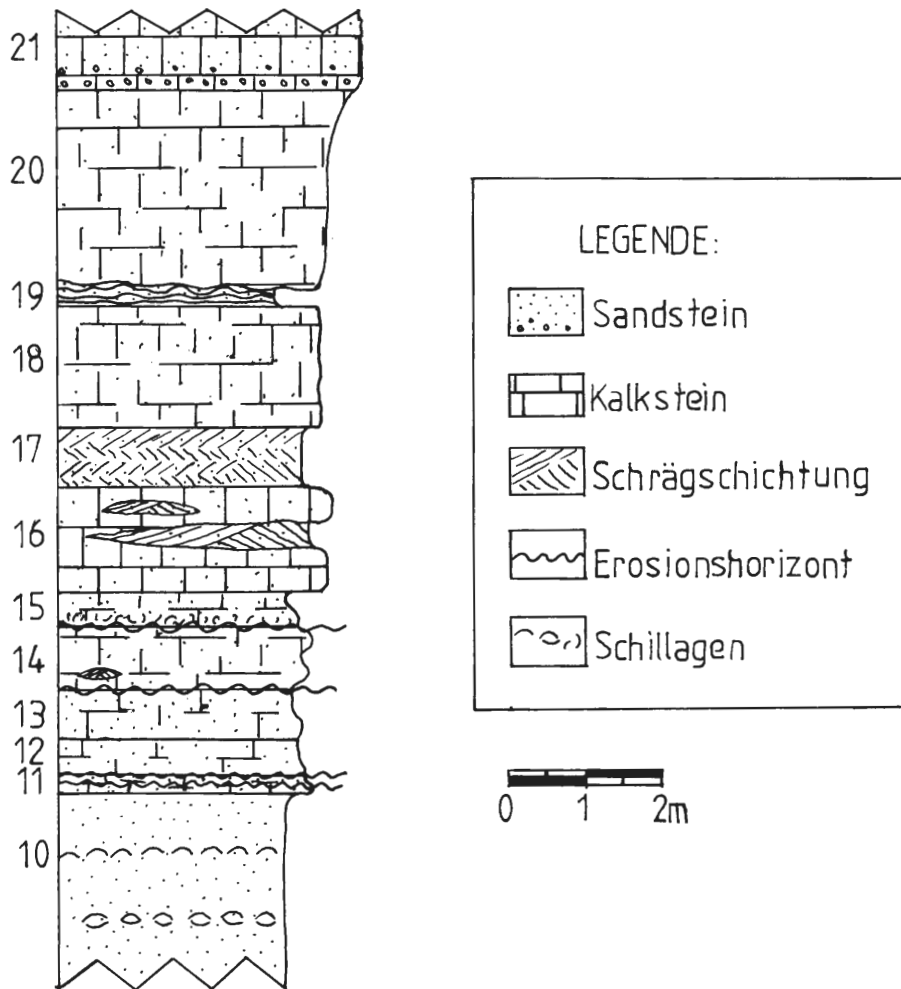 21
20
19
18
17
16
15
14
13
12
11
10
LEGENDE:
Sandstein
Kalkstein
Schrägschichtung
Erosionshorizont
Schillagen
0 1 2m